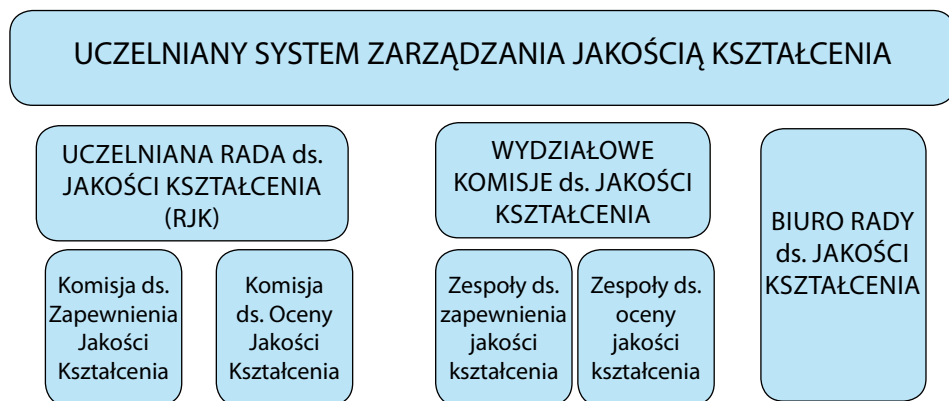 UCZELNIANY SYSTEM ZARZĄDZANIA JAKOŚCIĄ KSZTAŁCENIA
UCZELNIANA RADA ds.
JAKOŚCI KSZTAŁCENIA
(RJK)
Komisja ds.
Zapewnienia
Jakości
Kształcenia
Komisja
ds. Oceny
Jakości
Kształcenia
WYDZIAŁOWE
KOMISJE ds. JAKOŚCI
KSZTAŁCENIA
Zespoły ds.
zapewnienia
jakości
kształcenia
Zespoły ds.
oceny
jakości
kształcenia
BIURO RADY
ds. JAKOŚCI
KSZTAŁCENIA